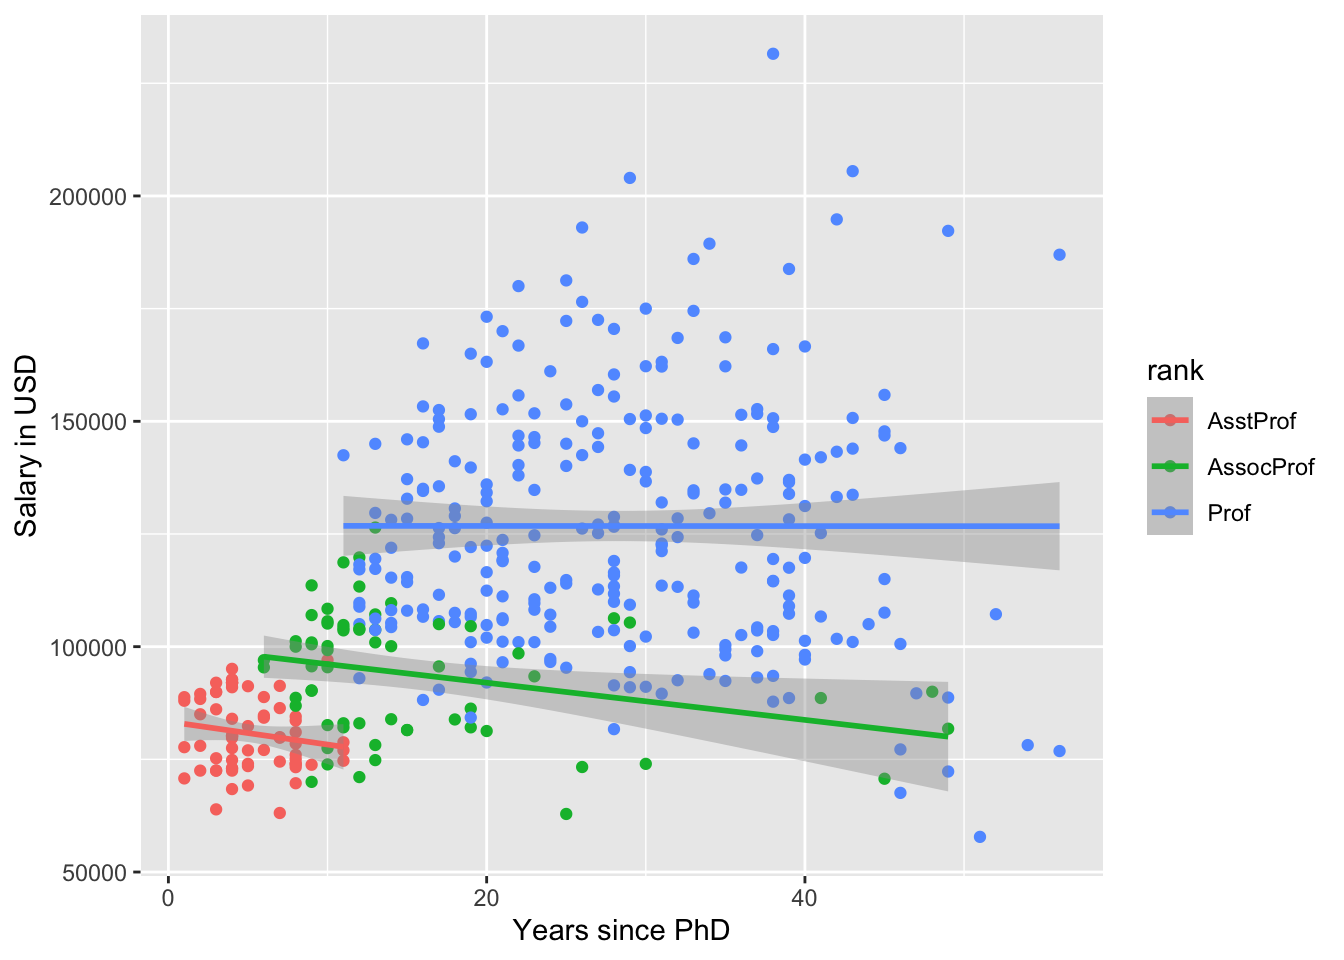 Salary in USD
200000
150000
100000
50000
0
20
40
Years since PhD
rank
AsstProf
AssocProf
Prof